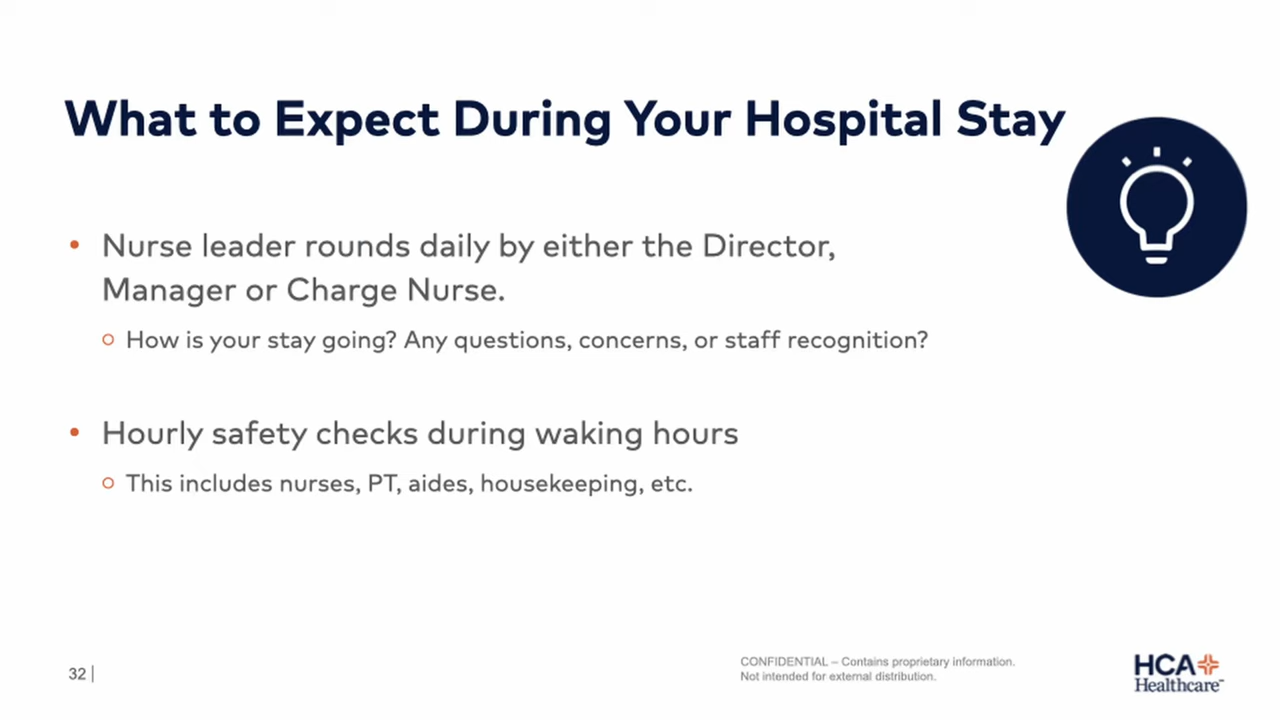 What to Expect During Your Hospital Stay
• Nurse leader rounds daily by either the Director,
Manager or Charge Nurse.
○ How is your stay going? Any questions, concerns, or staff recognition?
• Hourly safety checks during waking hours
○ This includes nurses, PT, aides, housekeeping, etc.
32 |
CONFIDENTIAL – Contains proprietary information.
Not intended for external distribution.
HCA
Healthcare™